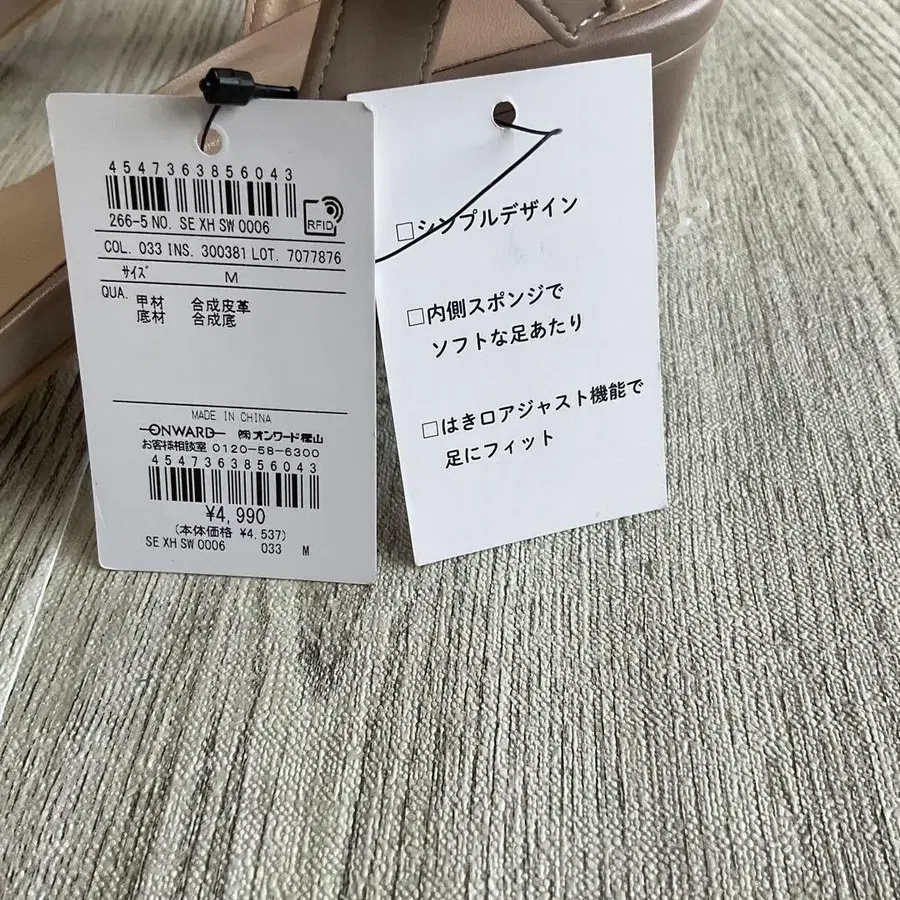 4547363856043
266-5 NO. SE XH SW 0006
RFID
COL. 033 INS. 300381 LOT. 7077876
サイズ M
QUA. 甲材 合成皮革
底材 合成底
MADE IN CHINA
ONWARD ㈱オンワード樫山
お客様相談室 0120-58-6300
4547363856043
¥4,990
(本体価格 ¥4,537)
SE XH SW 0006 033 M
□シンプルデザイン
□内側スポンジで
ソフトな足あたり
□はき口アジャスト機能で
足にフィット